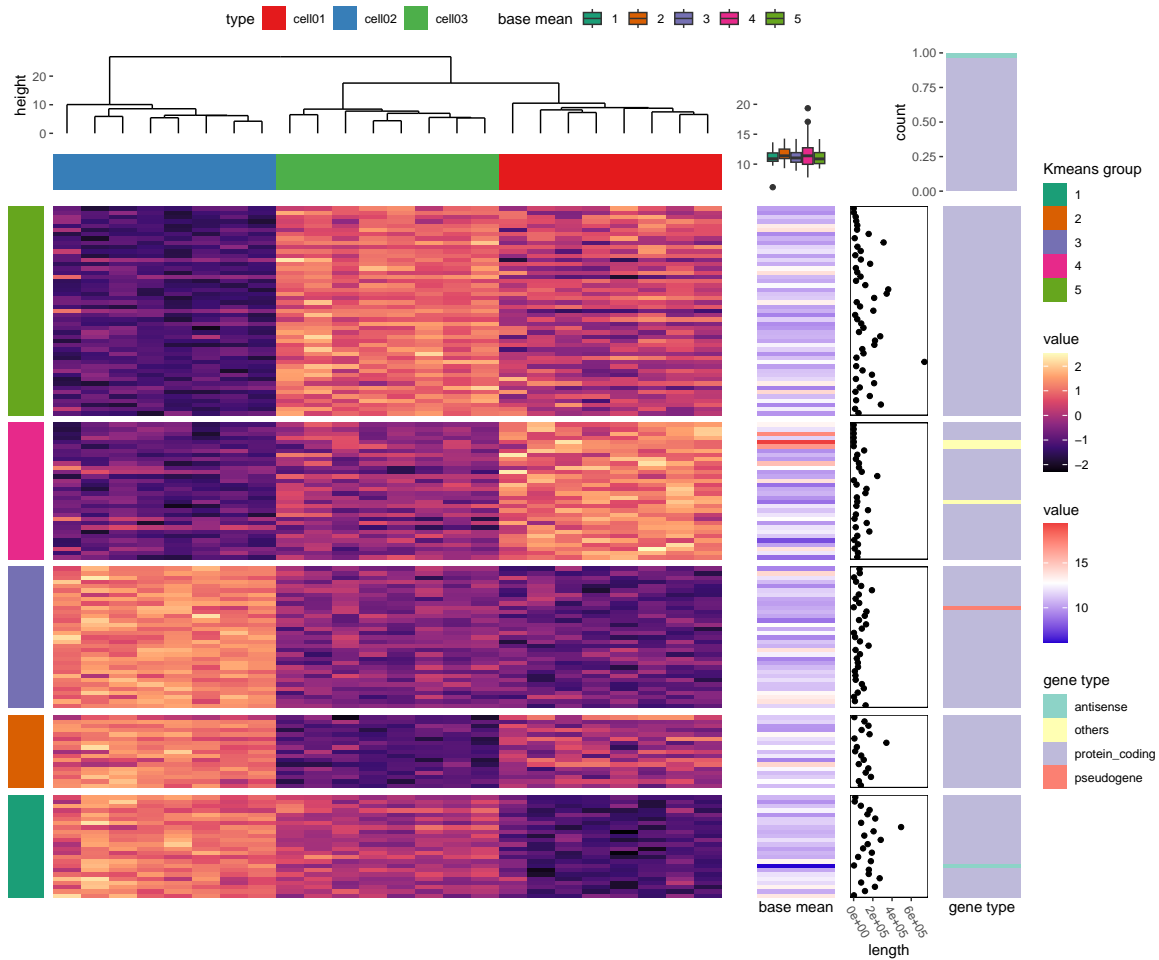 type cell01 cell02 cell03 base mean 1 2 3 4 5
height
20
10
0
20
15
10
count
1.00
0.75
0.50
0.25
0.00
Kmeans group
1
2
3
4
5
value
2
1
0
−1
−2
value
15
10
gene type
antisense
others
protein_coding
pseudogene
base mean
0e+00
2e+05
4e+05
6e+05
length
gene type